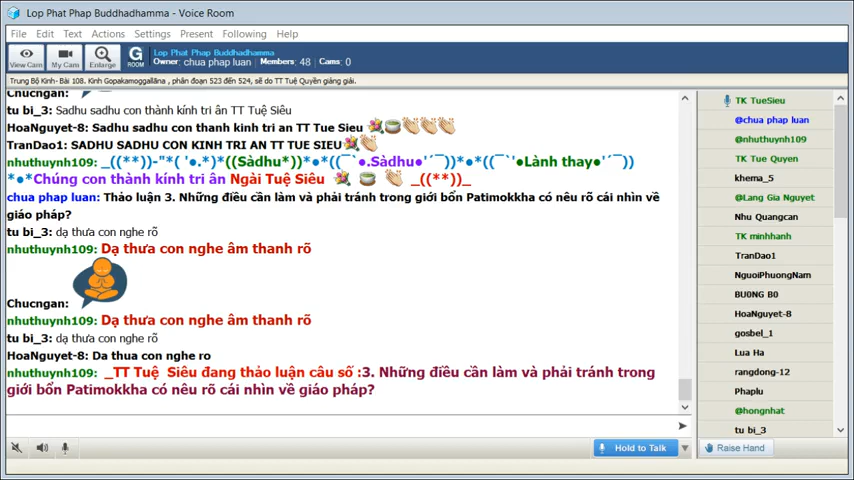 Lop Phat Phap Buddhadhamma - Voice Room
File Edit Text Actions Settings Present Following Help
View Cam My Cam Enlarge G ROOM
Lop Phat Phap Buddhadhamma
Owner: chua phap luan: Members: 48 Cams: 0
Trung Bộ Kinh- Bài 108. Kinh Gopakamoggallāna , phân đoạn 523 đến 524, sẽ do TT Tuệ Quyền giảng giải.
Chucngan:
tu bi_3: Sadhu sadhu con thành kính tri ân TT Tuệ Siêu
HoaNguyet-8: Sadhu sadhu con thanh kinh tri an TT Tue Sieu
TranDao1: SADHU SADHU CON KINH TRI AN TT TUE SIEU
nhuthuynh109: _((**))-"*( '●.*)*((Sàdhu*))*●*●((¯`●.Sàdhu●'´¯))*●*●((¯`'●Lành thay●'´¯))
*●*Chúng con thành kính tri ân Ngài Tuệ Siêu _((**))_
chua phap luan: Thảo luận 3. Những điều cần làm và phải tránh trong giới bổn Patimokkha có nêu rõ cái nhìn về
giáo pháp?
tu bi_3: dạ thưa con nghe rõ
nhuthuynh109: Dạ thưa con nghe âm thanh rõ
Chucngan:
nhuthuynh109: Dạ thưa con nghe âm thanh rõ
tu bi_3: dạ thưa con nghe rõ
HoaNguyet-8: Da thua con nghe ro
nhuthuynh109: _TT Tuệ Siêu đang thảo luận câu số :3. Những điều cần làm và phải tránh trong
giới bổn Patimokkha có nêu rõ cái nhìn về giáo pháp?
Hold to Talk
TK TueSieu
@chua phap luan
@nhuthuynh109
TK Tue Quyen
khema_5
@Lang Gia Nguyet
Nhu Quangcan
TK minhhanh
TranDao1
NguoiPhuongNam
BU0NG B0
HoaNguyet-8
gosbel_1
Lua Ha
rangdong-12
Phaplu
@hongnhat
tu bi_3
Raise Hand